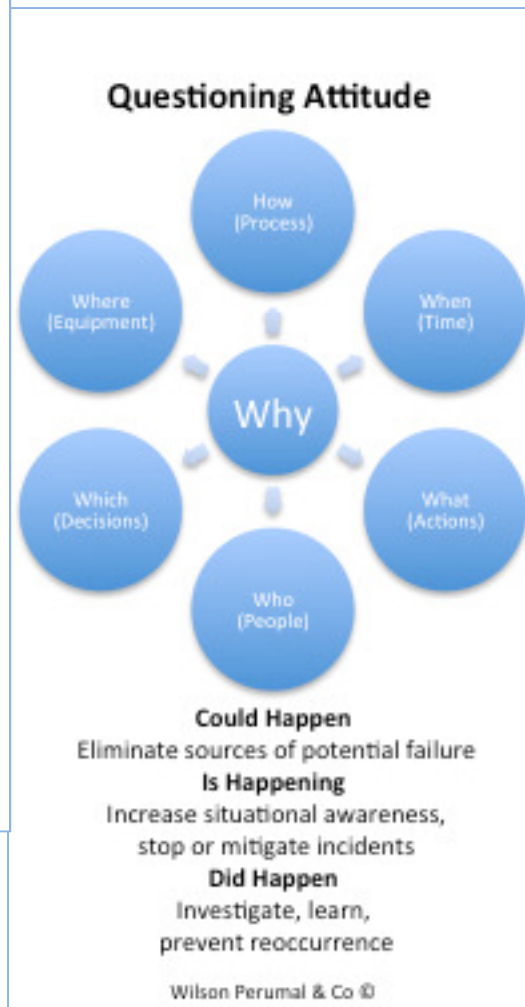 Questioning Attitude
How
(Process)
Where
(Equipment)
When
(Time)
Why
Which
(Decisions)
What
(Actions)
Who
(People)
Could Happen
Eliminate sources of potential failure
Is Happening
Increase situational awareness,
stop or mitigate incidents
Did Happen
Investigate, learn,
prevent reoccurrence
Wilson Perumal & Co ©